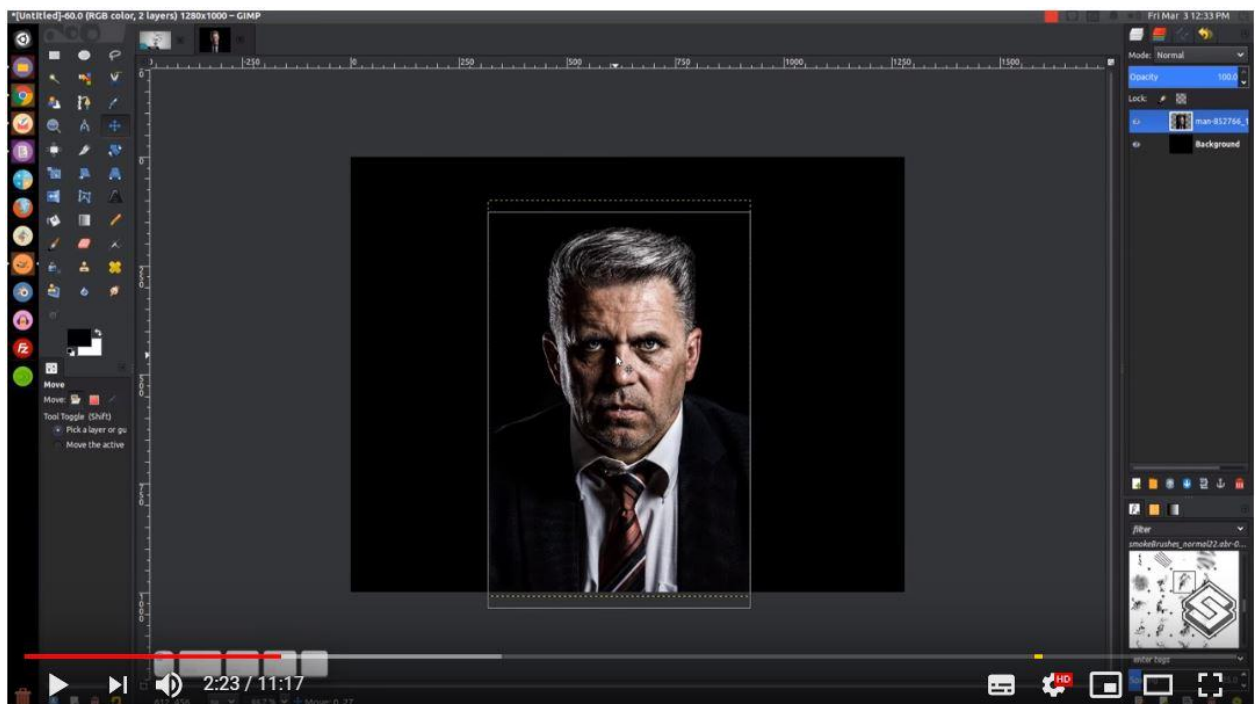 *[Untitled]-60.0 (RGB color, 2 layers) 1280x1000 – GIMP
Fri Mar 3 12:33 PM
-250
0
250
500
750
1000
1250
1500
Mode: Normal
Opacity 100.0
Lock:
man-852766_1
Background
Move
Move:
Tool Toggle (Shift)
Pick a layer or gu
Move the active
filter
smokeBrushes_normal22.abr-0...
enter tags
HD
2:23 / 11:17